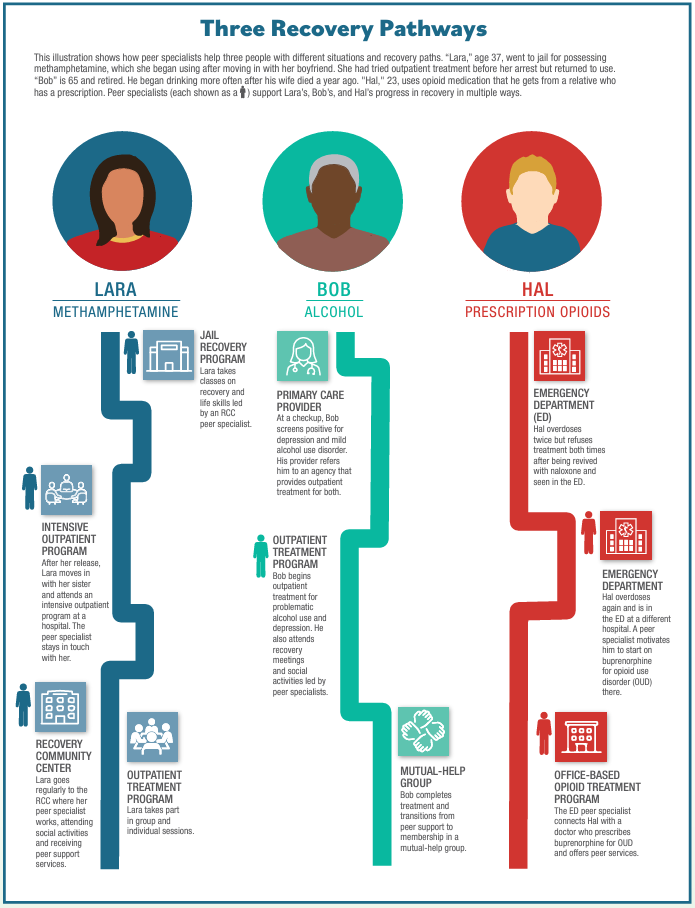 Three Recovery Pathways
This illustration shows how peer specialists help three people with different situations and recovery paths. “Lara,” age 37, went to jail for possessing
methamphetamine, which she began using after moving in with her boyfriend. She had tried outpatient treatment before her arrest but returned to use.
“Bob” is 65 and retired. He began drinking more often after his wife died a year ago. "Hal," 23, uses opioid medication that he gets from a relative who
has a prescription. Peer specialists (each shown as a ) support Lara’s, Bob’s, and Hal’s progress in recovery in multiple ways.
LARA
METHAMPHETAMINE
JAIL
RECOVERY
PROGRAM
Lara takes
classes on
recovery and
life skills led
by an RCC
peer specialist.
INTENSIVE
OUTPATIENT
PROGRAM
After her release,
Lara moves in
with her sister
and attends an
intensive outpatient
program at a
hospital. The
peer specialist
stays in touch
with her.
RECOVERY
COMMUNITY
CENTER
Lara goes
regularly to the
RCC where her
peer specialist
works, attending
social activities
and receiving
peer support
services.
OUTPATIENT
TREATMENT
PROGRAM
Lara takes part
in group and
individual sessions.
BOB
ALCOHOL
PRIMARY CARE
PROVIDER
At a checkup, Bob
screens positive for
depression and mild
alcohol use disorder.
His provider refers
him to an agency that
provides outpatient
treatment for both.
OUTPATIENT
TREATMENT
PROGRAM
Bob begins
outpatient
treatment for
problematic
alcohol use and
depression. He
also attends
recovery
meetings
and social
activities led by
peer specialists.
MUTUAL-HELP
GROUP
Bob completes
treatment and
transitions from
peer support to
membership in a
mutual-help group.
HAL
PRESCRIPTION OPIOIDS
EMERGENCY
DEPARTMENT
(ED)
Hal overdoses
twice but refuses
treatment both times
after being revived
with naloxone and
seen in the ED.
EMERGENCY
DEPARTMENT
Hal overdoses
again and is in
the ED at a different
hospital. A peer
specialist motivates
him to start on
buprenorphine
for opioid use
disorder (OUD)
there.
OFFICE-BASED
OPIOID TREATMENT
PROGRAM
The ED peer specialist
connects Hal with a
doctor who prescribes
buprenorphine for OUD
and offers peer services.